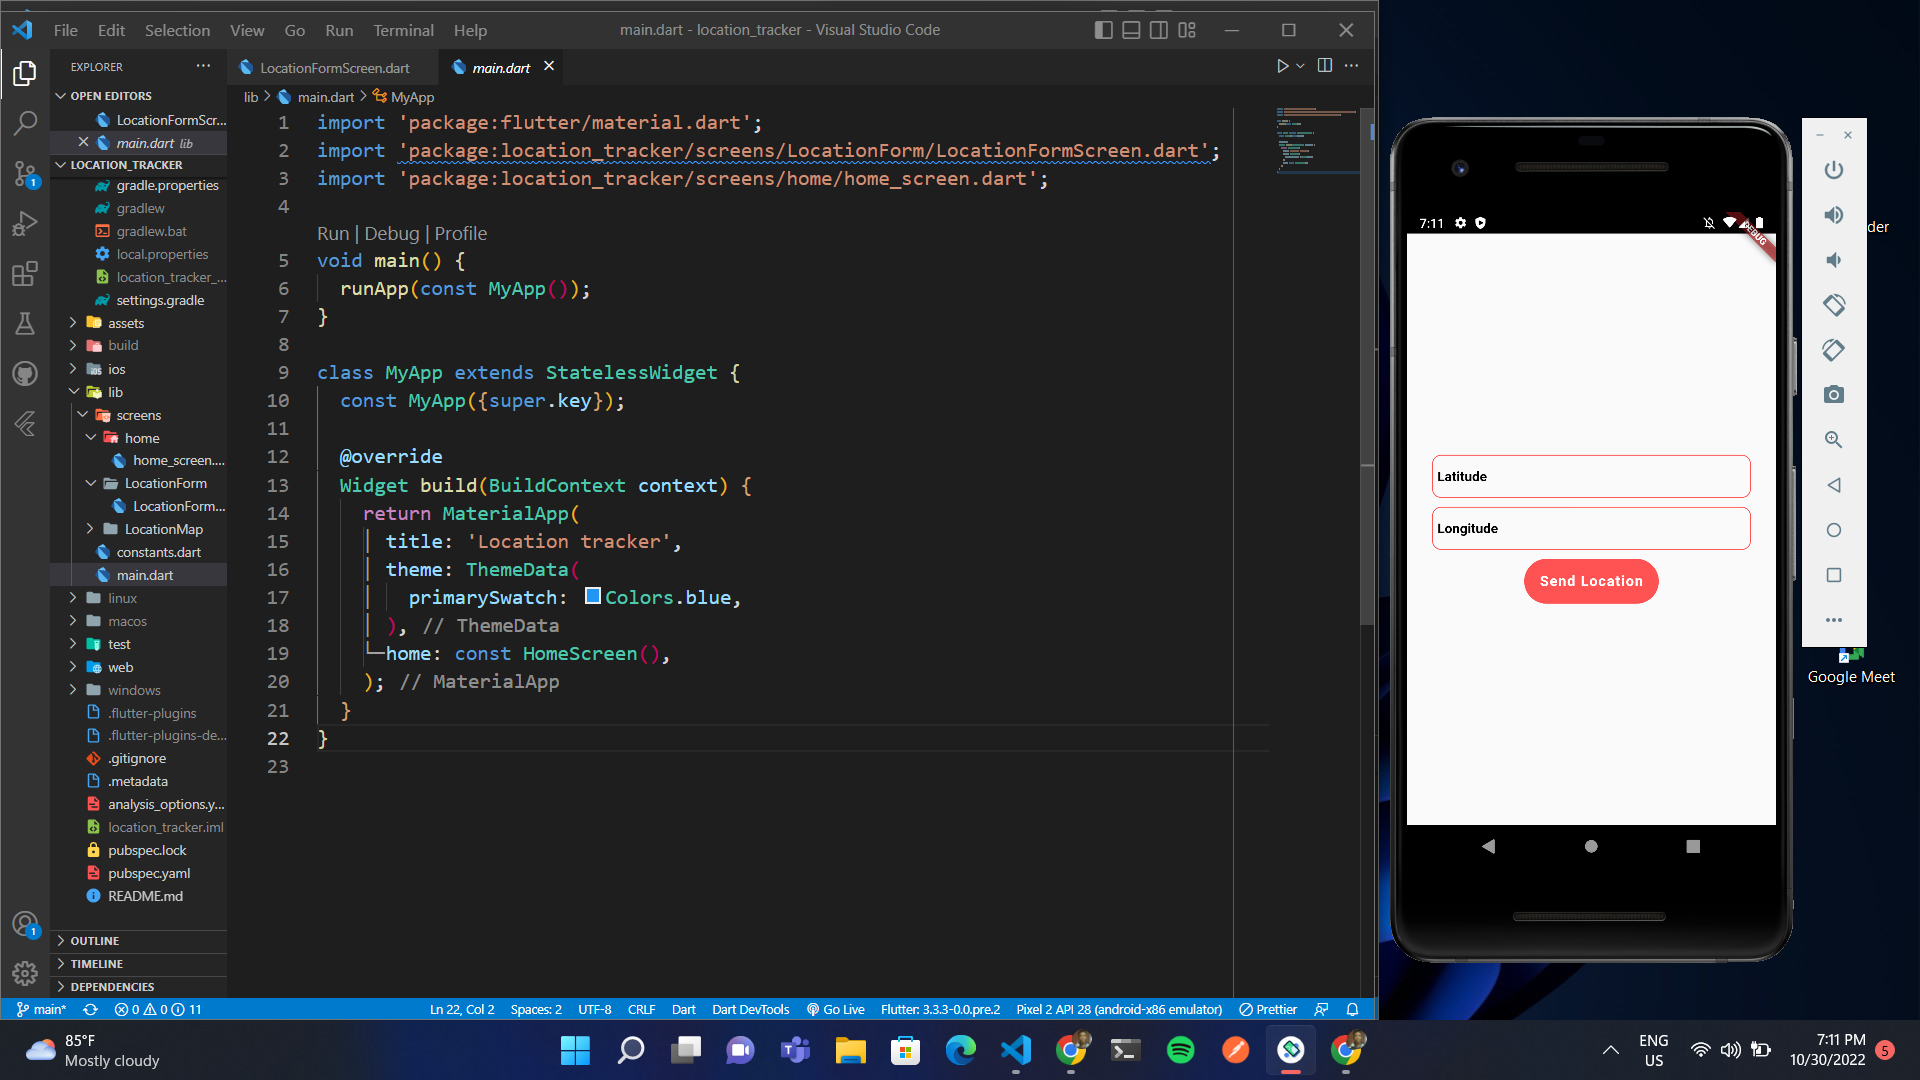 File Edit Selection View Go Run Terminal Help
main.dart - location_tracker - Visual Studio Code
EXPLORER
OPEN EDITORS
LocationFormScr...
main.dart lib
LOCATION_TRACKER
gradle.properties
gradlew
gradlew.bat
local.properties
location_tracker_...
settings.gradle
assets
build
ios
lib
screens
home
home_screen....
LocationForm
LocationForm...
LocationMap
constants.dart
main.dart
linux
macos
test
web
windows
.flutter-plugins
.flutter-plugins-de...
.gitignore
.metadata
analysis_options.y...
location_tracker.iml
pubspec.lock
pubspec.yaml
README.md
OUTLINE
TIMELINE
DEPENDENCIES
1
1
LocationFormScreen.dart
main.dart
lib > main.dart > MyApp
1 import 'package:flutter/material.dart';
2 import 'package:location_tracker/screens/LocationForm/LocationFormScreen.dart';
3 import 'package:location_tracker/screens/home/home_screen.dart';
4
Run | Debug | Profile
5 void main() {
6 runApp(const MyApp());
7 }
8
9 class MyApp extends StatelessWidget {
10 const MyApp({super.key});
11
12 @override
13 Widget build(BuildContext context) {
14 return MaterialApp(
15 title: 'Location tracker',
16 theme: ThemeData(
17 primarySwatch: Colors.blue,
18 ), // ThemeData
19 home: const HomeScreen(),
20 ); // MaterialApp
21 }
22 }
23
main* 0 0 11
Ln 22, Col 2 Spaces: 2 UTF-8 CRLF Dart Dart DevTools Go Live Flutter: 3.3.3-0.0.pre.2 Pixel 2 API 28 (android-x86 emulator) Prettier
7:11
DEBUG
Latitude
Longitude
Send Location
der
Google Meet
85°F
Mostly cloudy
ENG
US
7:11 PM
10/30/2022
5